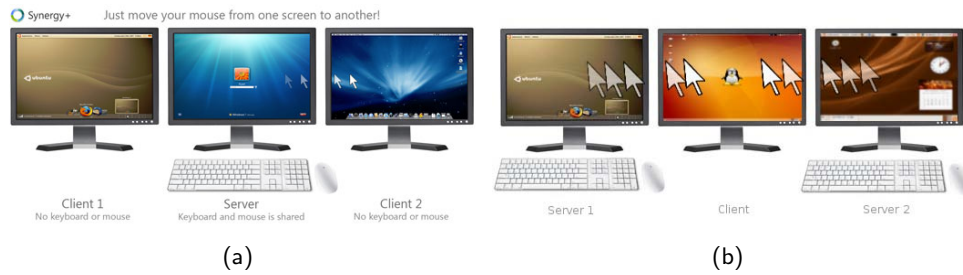 Synergy+ Just move your mouse from one screen to another!
ubuntu
ubuntu
Client 1
No keyboard or mouse
Server
Keyboard and mouse is shared
Client 2
No keyboard or mouse
Server 1
Client
Server 2
(a)
(b)